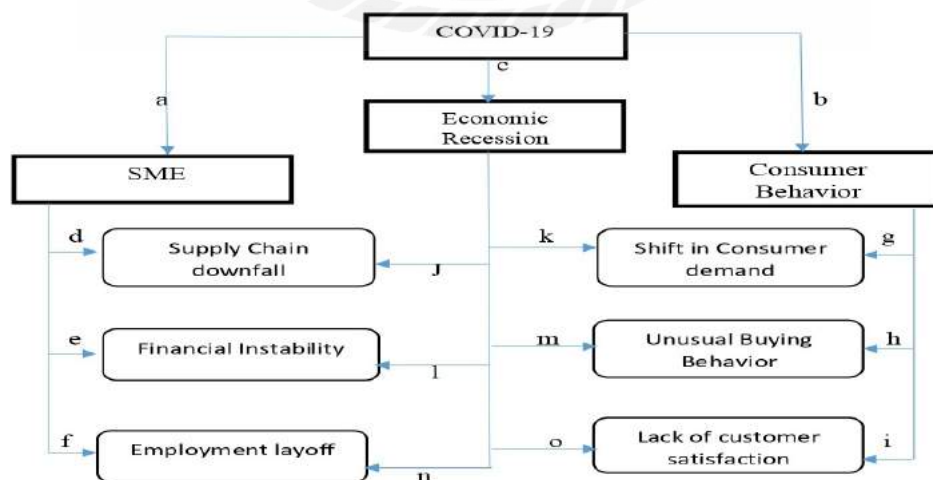 COVID-19
a
c
b
Economic
Recession
SME
Consumer
Behavior
d
Supply Chain
downfall
J
k
Shift in Consumer
demand
g
e
Financial Instability
l
m
Unusual Buying
Behavior
h
f
Employment layoff
n
o
Lack of customer
satisfaction
i